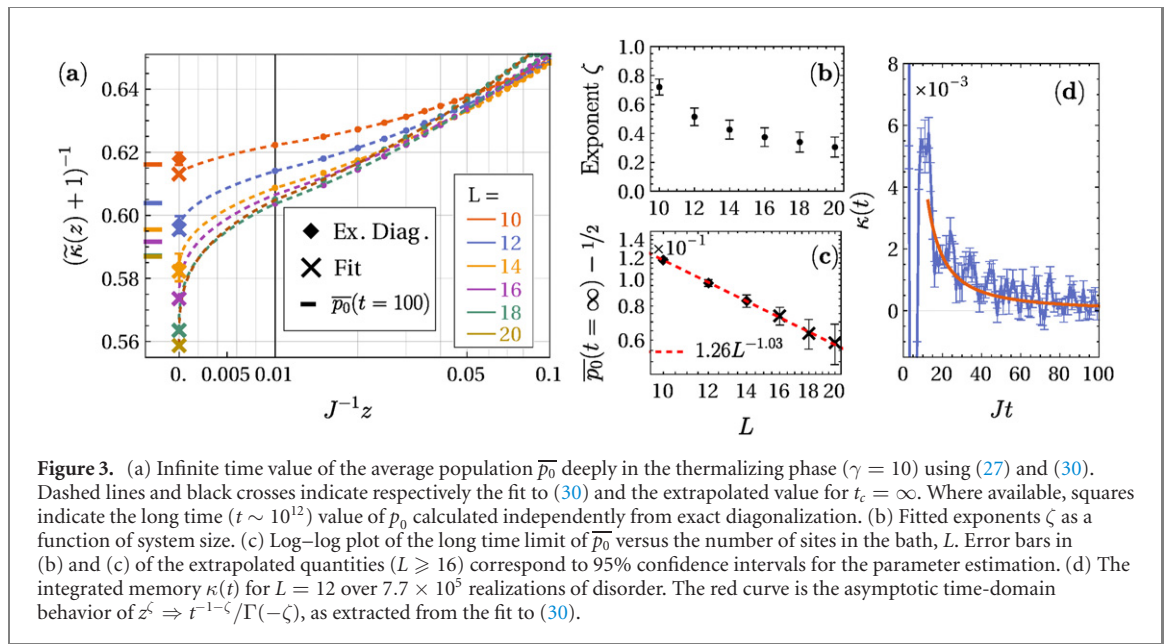 (a)
0.64
0.62
0.60
0.58
0.56
(κ̃(z) + 1)⁻¹
Ex. Diag.
Fit
p̅₀(t = 100)
L =
10
12
14
16
18
20
0. 0.005 0.01 0.05 0.1
J⁻¹z
(b)
1.0
0.8
0.6
0.4
0.2
0.0
Exponent ζ
10 12 14 16 18 20
(c)
×10⁻¹
1.4
1.2
1.0
0.8
0.6
p̅₀(t = ∞) − 1/2
1.26L⁻¹·⁰³
10 12 14 16 18 20
L
(d)
×10⁻³
8
6
4
2
0
κ(t)
0 20 40 60 80 100
Jt
Figure 3. (a) Infinite time value of the average population p̅₀ deeply in the thermalizing phase (γ = 10) using (27) and (30).
Dashed lines and black crosses indicate respectively the fit to (30) and the extrapolated value for t_c = ∞. Where available, squares
indicate the long time (t ∼ 10¹²) value of p₀ calculated independently from exact diagonalization. (b) Fitted exponents ζ as a
function of system size. (c) Log–log plot of the long time limit of p̅₀ versus the number of sites in the bath, L. Error bars in
(b) and (c) of the extrapolated quantities (L ⩾ 16) correspond to 95% confidence intervals for the parameter estimation. (d) The
integrated memory κ(t) for L = 12 over 7.7 × 10⁵ realizations of disorder. The red curve is the asymptotic time-domain
behavior of z^ζ ⇒ t^(−1−ζ)/Γ(−ζ), as extracted from the fit to (30).